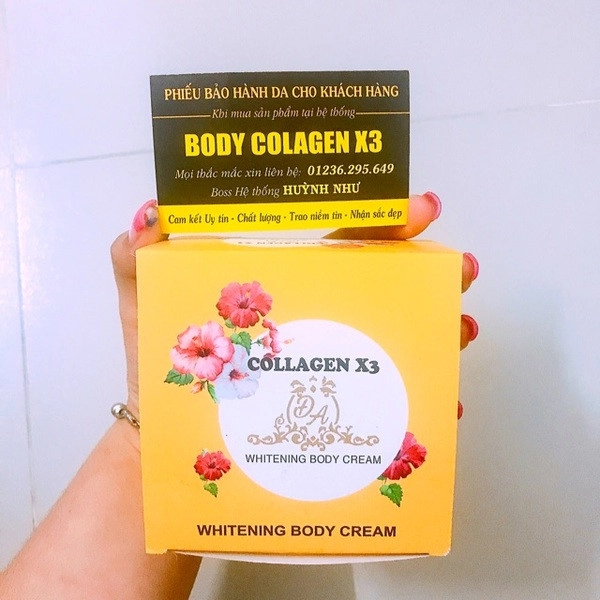 PHIẾU BẢO HÀNH DA CHO KHÁCH HÀNG
Khi mua sản phẩm tại hệ thống
BODY COLAGEN X3
Mọi thắc mắc xin liên hệ: 01236.295.649
Boss Hệ thống HUỲNH NHƯ
Cam kết Uy tín - Chất lượng - Trao niềm tin - Nhận sắc đẹp
COLLAGEN X3
ĐA
WHITENING BODY CREAM
WHITENING BODY CREAM